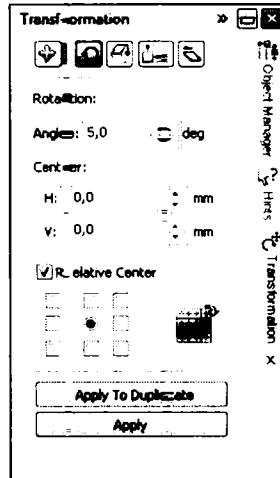 Transformation »
Rotation:
Angle: 5,0 deg
Center:
H: 0,0 mm
V: 0,0 mm
Relative Center
Apply To Duplicate
Apply
Object Manager
Hints
Transformation